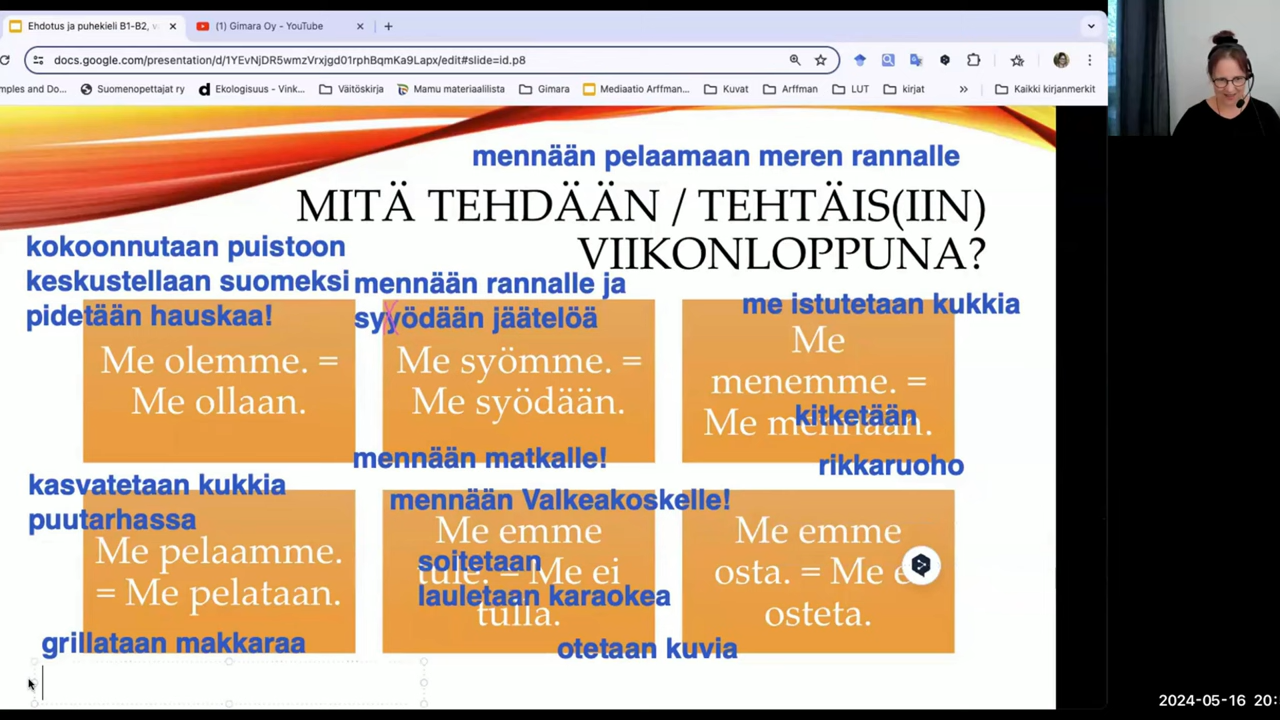 Ehdotus ja puhekieli B1-B2, v
(1) Gimara Oy - YouTube
docs.google.com/presentation/d/1YEvNjDR5wmzVrxjgd01rphBqmKa9Lapx/edit#slide=id.p8
mples and Do...
Suomenopettajat ry
Ekologisuus - Vink...
Väitöskirja
Mamu materiaalilista
Gimara
Mediaatio Arffman...
Kuvat
Arffman
LUT
kirjat
Kaikki kirjanmerkit
mennään pelaamaan meren rannalle
MITÄ TEHDÄÄN / TEHTÄIS(IIN)
VIIKONLOPPUNA?
kokoonnutaan puistoon
keskustellaan suomeksi
pidetään hauskaa!
mennään rannalle ja
syyödään jäätelöä
me istutetaan kukkia
Me olemme. =
Me ollaan.
Me syömme. =
Me syödään.
Me
menemme. =
Me mennään.
kitketään
rikkaruoho
mennään matkalle!
kasvatetaan kukkia
puutarhassa
mennään Valkeakoskelle!
Me pelaamme.
= Me pelataan.
Me emme
tule. = Me ei
tulla.
soitetaan
lauletaan karaokea
Me emme
osta. = Me e
osteta.
grillataan makkaraa
otetaan kuvia
2024-05-16 20: